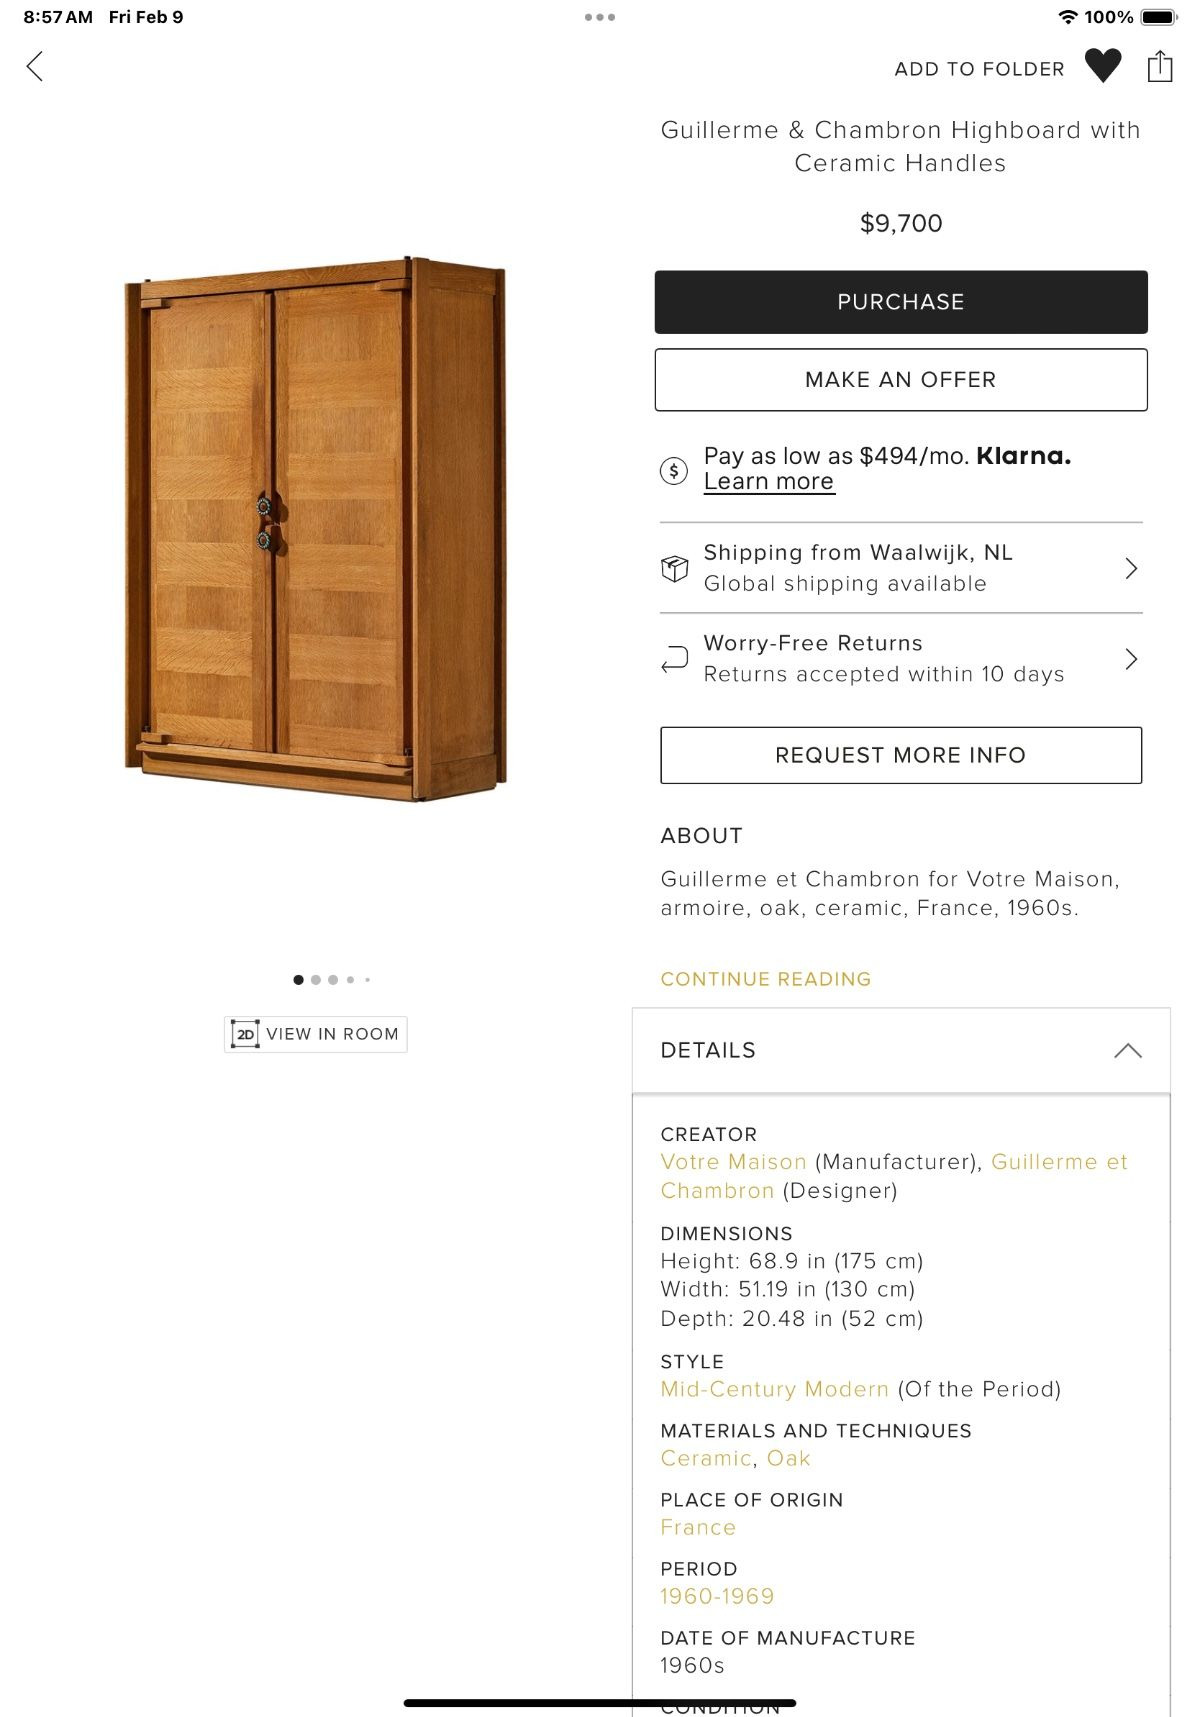 8:57 AM Fri Feb 9
100%
ADD TO FOLDER
Guillerme & Chambron Highboard with
Ceramic Handles
$9,700
PURCHASE
MAKE AN OFFER
$
Pay as low as $494/mo. Klarna.
Learn more
Shipping from Waalwijk, NL
Global shipping available
Worry-Free Returns
Returns accepted within 10 days
REQUEST MORE INFO
ABOUT
Guillerme et Chambron for Votre Maison,
armoire, oak, ceramic, France, 1960s.
CONTINUE READING
2D VIEW IN ROOM
DETAILS
CREATOR
Votre Maison (Manufacturer), Guillerme et
Chambron (Designer)
DIMENSIONS
Height: 68.9 in (175 cm)
Width: 51.19 in (130 cm)
Depth: 20.48 in (52 cm)
STYLE
Mid-Century Modern (Of the Period)
MATERIALS AND TECHNIQUES
Ceramic, Oak
PLACE OF ORIGIN
France
PERIOD
1960-1969
DATE OF MANUFACTURE
1960s
CONDITION